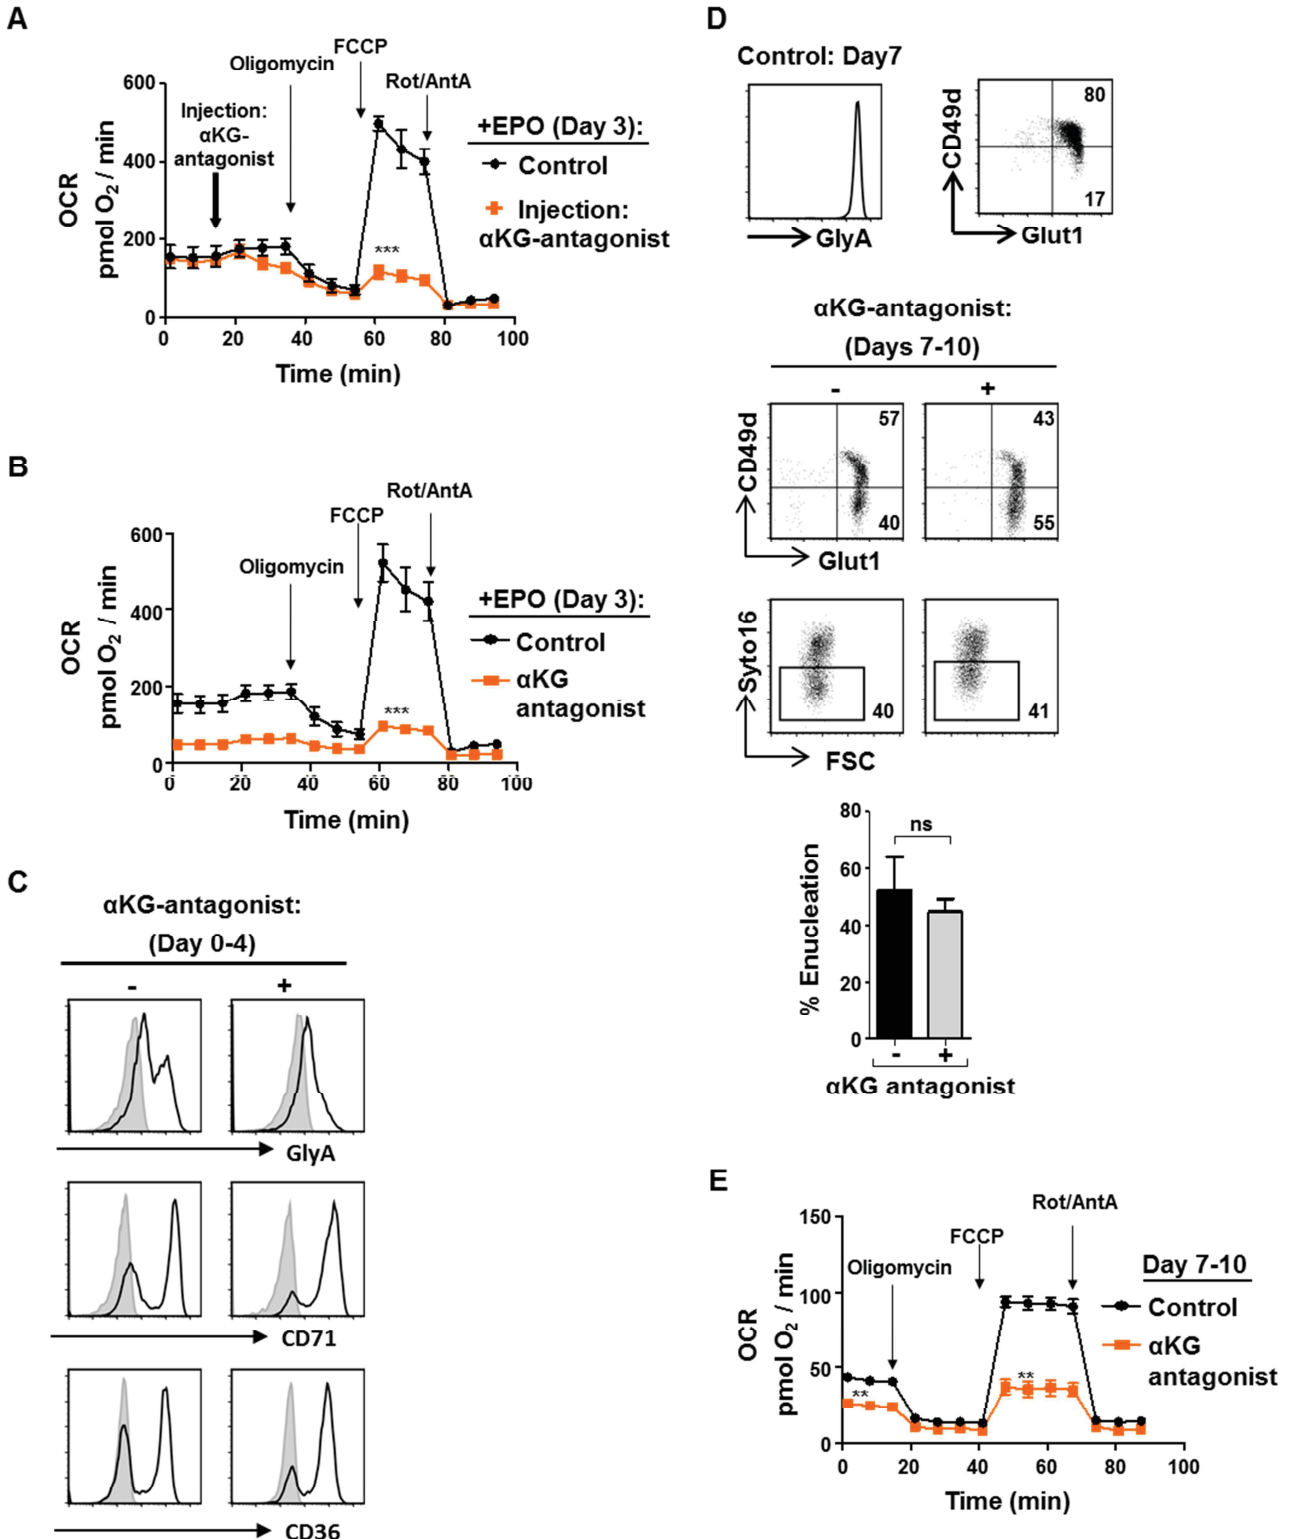 A
Oligomycin
FCCP
Rot/AntA
Injection:
αKG-
antagonist
600
400
200
0
OCR
pmol O2 / min
0 20 40 60 80 100
Time (min)
***
+EPO (Day 3):
Control
Injection:
αKG-antagonist
B
Rot/AntA
FCCP
Oligomycin
600
400
200
0
OCR
pmol O2 / min
0 20 40 60 80 100
Time (min)
***
+EPO (Day 3):
Control
αKG
antagonist
C
αKG-antagonist:
(Day 0-4)
- +
GlyA
CD71
CD36
D
Control: Day7
GlyA
CD49d
80
17
Glut1
αKG-antagonist:
(Days 7-10)
- +
CD49d
57
40
43
55
Glut1
Syto16
40
41
FSC
80
60
40
20
0
% Enucleation
ns
- +
αKG antagonist
E
Rot/AntA
FCCP
Oligomycin
150
100
50
0
OCR
pmol O2 / min
**
**
0 20 40 60 80 100
Time (min)
Day 7-10
Control
αKG
antagonist